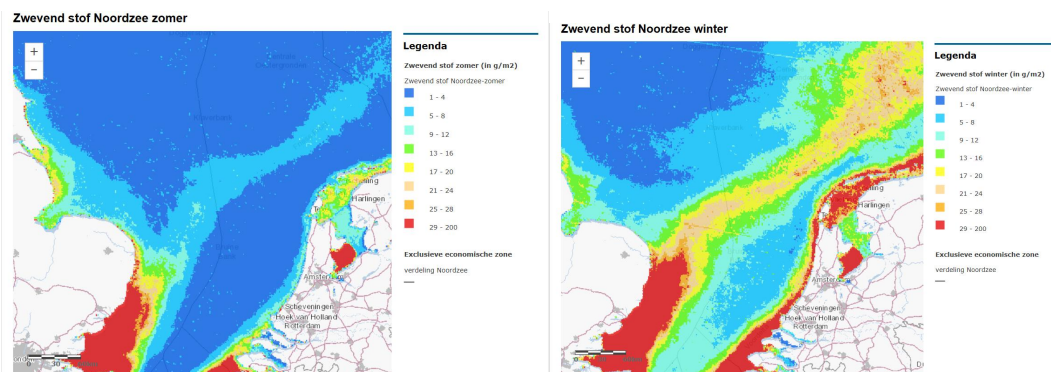 Zwevend stof Noordzee zomer
+
−
Harlingen
Amsterdam
Scheveningen
Hoek van Holland
Rotterdam
0 30
Legenda
Zwevend stof zomer (in g/m2)
Zwevend stof Noordzee-zomer
1 - 4
5 - 8
9 - 12
13 - 16
17 - 20
21 - 24
25 - 28
29 - 200
Exclusieve economische zone
verdeling Noordzee
Zwevend stof Noordzee winter
+
−
Harlingen
Amsterdam
Scheveningen
Hoek van Holland
Rotterdam
0 30
Legenda
Zwevend stof winter (in g/m2)
Zwevend stof Noordzee-winter
1 - 4
5 - 8
9 - 12
13 - 16
17 - 20
21 - 24
25 - 28
29 - 200
Exclusieve economische zone
verdeling Noordzee